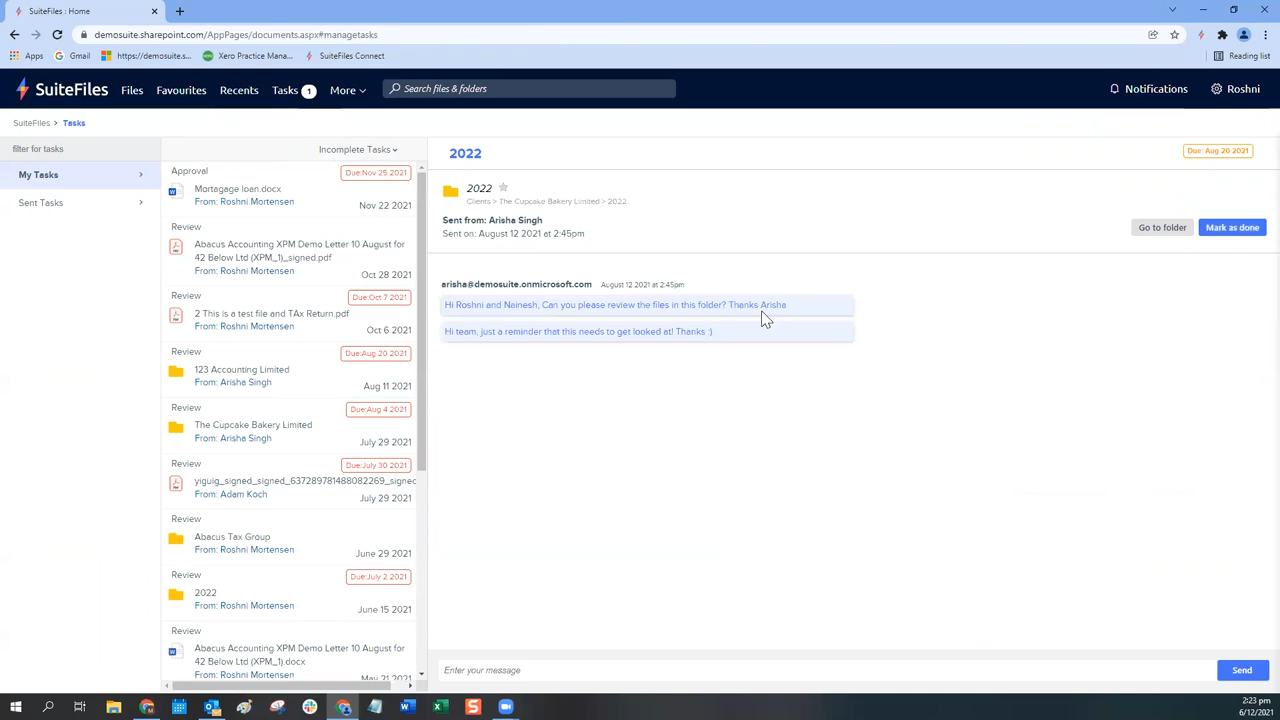 SuiteFiles: Home
demosuite.sharepoint.com/AppPages/documents.aspx#managetasks
Apps
Gmail
https://demosuite.s...
Xero Practice Mana...
SuiteFiles Connect
Reading list
SuiteFiles
Files
Favourites
Recents
Tasks 1
More
Search files & folders
Notifications
Roshni
SuiteFiles > Tasks
filter for tasks
My Tasks
Sent Tasks
Incomplete Tasks
Approval
Due:Nov 25 2021
Mortagage loan.docx
From: Roshni Mortensen
Nov 22 2021
Review
Abacus Accounting XPM Demo Letter 10 August for
42 Below Ltd (XPM_1)_signed.pdf
From: Roshni Mortensen
Oct 28 2021
Review
Due:Oct 7 2021
2 This is a test file and TAx Return.pdf
From: Roshni Mortensen
Oct 6 2021
Review
Due:Aug 20 2021
123 Accounting Limited
From: Arisha Singh
Aug 11 2021
Review
Due:Aug 4 2021
The Cupcake Bakery Limited
From: Arisha Singh
July 29 2021
Review
Due:July 30 2021
yiguig_signed_signed_637289781488082269_signed
From: Adam Koch
July 29 2021
Review
Abacus Tax Group
From: Roshni Mortensen
June 29 2021
Review
Due:July 2 2021
2022
From: Roshni Mortensen
June 15 2021
Review
Abacus Accounting XPM Demo Letter 10 August for
42 Below Ltd (XPM_1).docx
From: Roshni Mortensen
May 21 2021
2022
Due: Aug 20 2021
2022
Clients > The Cupcake Bakery Limited > 2022
Sent from: Arisha Singh
Sent on: August 12 2021 at 2:45pm
Go to folder
Mark as done
arisha@demosuite.onmicrosoft.com August 12 2021 at 2:45pm
Hi Roshni and Nainesh, Can you please review the files in this folder? Thanks Arisha
Hi team, just a reminder that this needs to get looked at! Thanks :)
Enter your message
Send
2:23 pm
6/12/2021